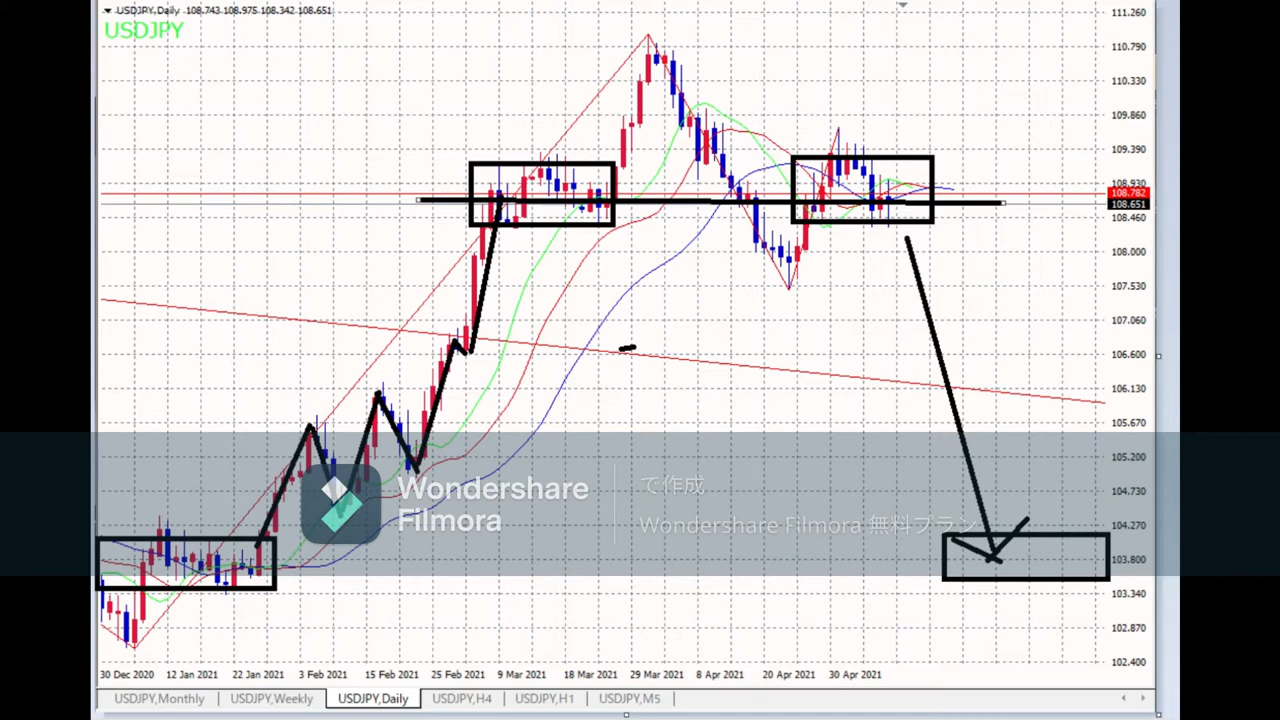 USDJPY,Daily 108.743 108.975 108.342 108.651
USDJPY
111.260
110.790
110.330
109.860
109.390
108.930
108.782
108.651
108.460
108.000
107.530
107.060
106.600
106.130
105.670
105.200
104.730
104.270
103.800
103.340
102.870
102.400
Wondershare
Filmora
で作成
Wondershare Filmora 無料プラン
30 Dec 2020 12 Jan 2021 22 Jan 2021 3 Feb 2021 15 Feb 2021 25 Feb 2021 9 Mar 2021 18 Mar 2021 29 Mar 2021 8 Apr 2021 20 Apr 2021 30 Apr 2021
USDJPY,Monthly USDJPY,Weekly USDJPY,Daily USDJPY,H4 USDJPY,H1 USDJPY,M5